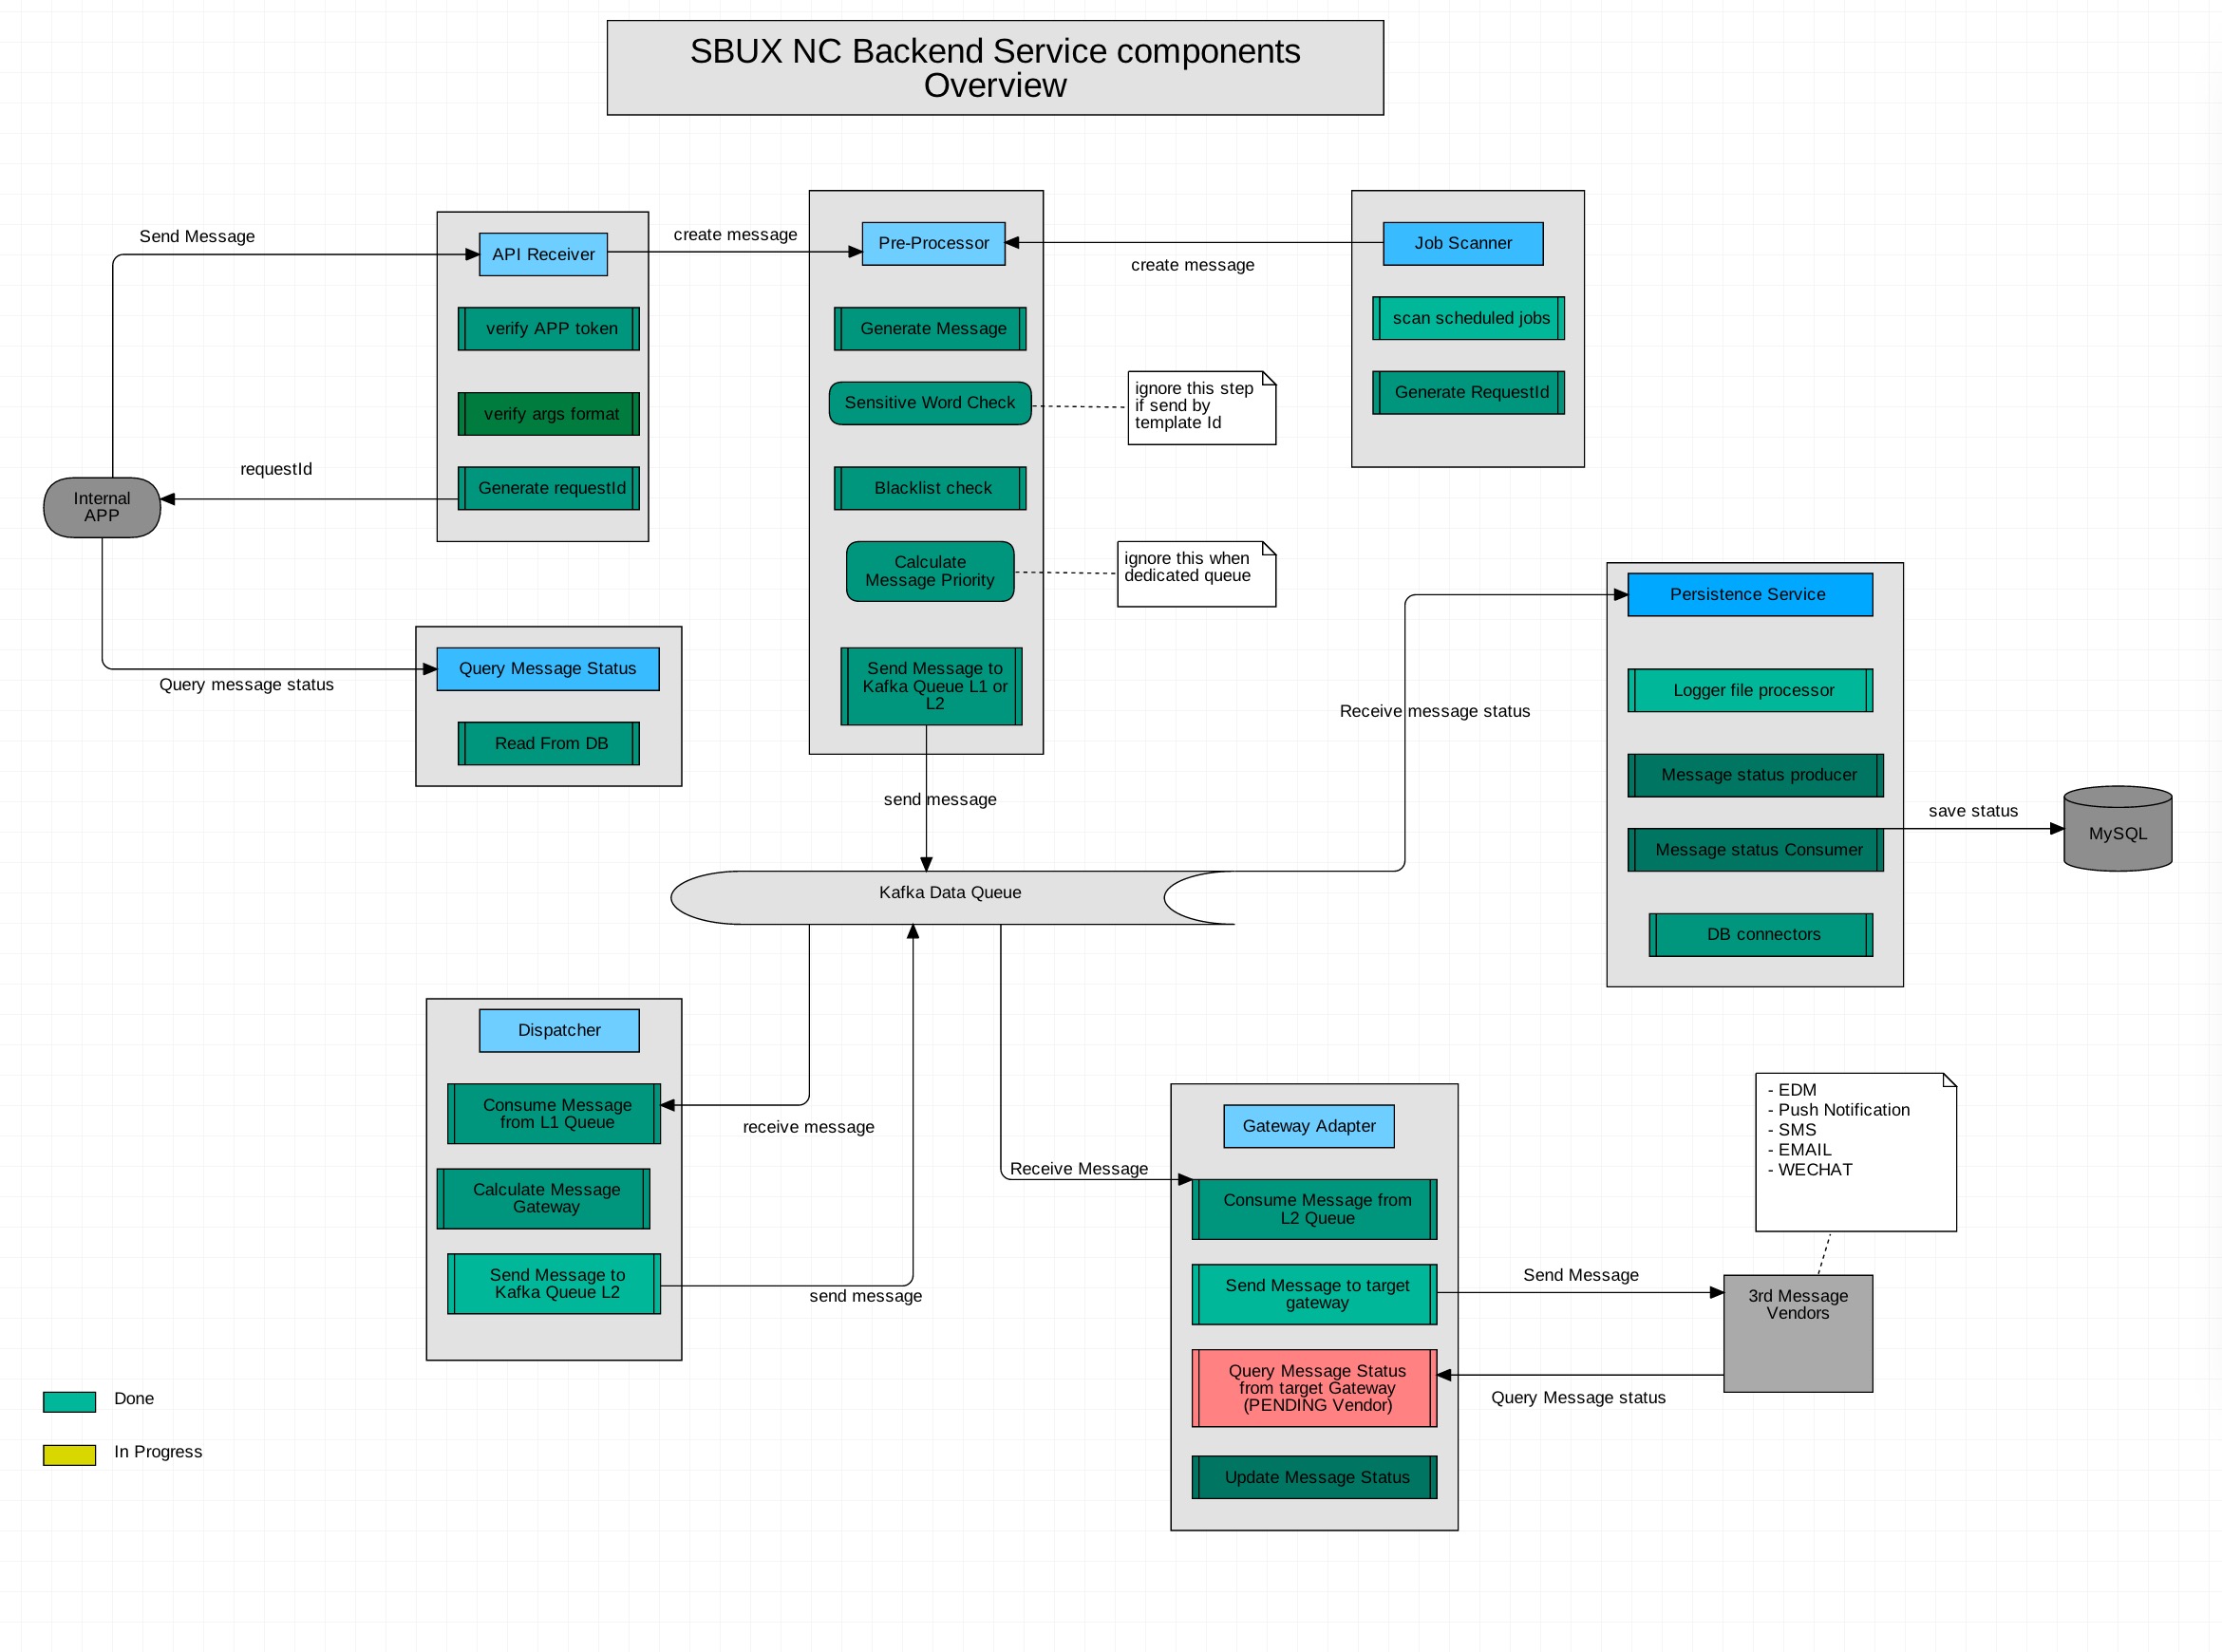 SBUX NC Backend Service components
Overview
Send Message
API Receiver
create message
Pre-Processor
create message
Job Scanner
verify APP token
Generate Message
scan scheduled jobs
verify args format
Sensitive Word Check
ignore this step
if send by
template Id
Generate RequestId
requestId
Generate requestId
Blacklist check
Internal
APP
Calculate
Message Priority
ignore this when
dedicated queue
Persistence Service
Query Message Status
Query message status
Send Message to
Kafka Queue L1 or
L2
Receive message status
Logger file processor
Read From DB
Message status producer
send message
save status
Message status Consumer
MySQL
Kafka Data Queue
DB connectors
Dispatcher
Consume Message
from L1 Queue
receive message
Gateway Adapter
- EDM
- Push Notification
- SMS
- EMAIL
- WECHAT
Receive Message
Calculate Message
Gateway
Consume Message from
L2 Queue
Send Message to
Kafka Queue L2
send message
Send Message to target
gateway
Send Message
3rd Message
Vendors
Query Message Status
from target Gateway
(PENDING Vendor)
Query Message status
Done
In Progress
Update Message Status